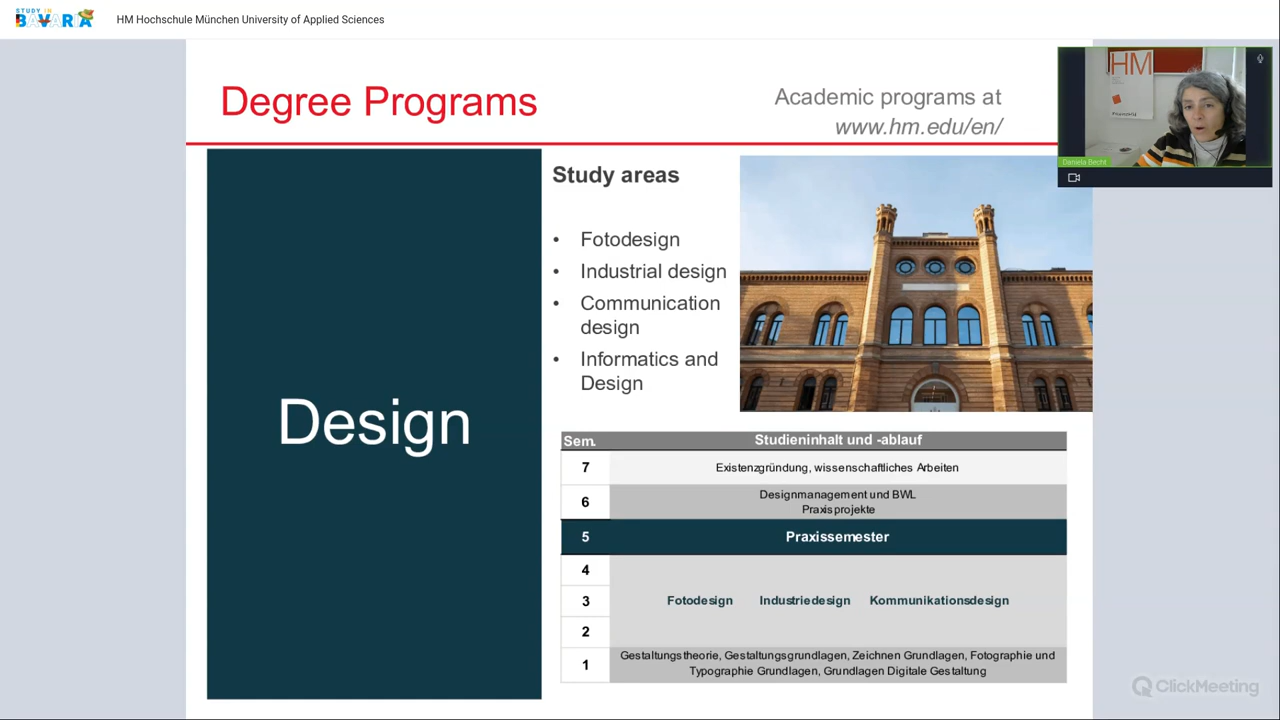 STUDY IN
BAVARIA
HM Hochschule München University of Applied Sciences
Degree Programs
Academic programs at
www.hm.edu/en/
HM
Daniela Becht
Design
Study areas
• Fotodesign
• Industrial design
• Communication
design
• Informatics and
Design
Sem. Studieninhalt und -ablauf
7 Existenzgründung, wissenschaftliches Arbeiten
6 Designmanagement und BWL
Praxisprojekte
5 Praxissemester
4
3 Fotodesign Industriedesign Kommunikationsdesign
2
1 Gestaltungstheorie, Gestaltungsgrundlagen, Zeichnen Grundlagen, Fotographie und
Typographie Grundlagen, Grundlagen Digitale Gestaltung
ClickMeeting